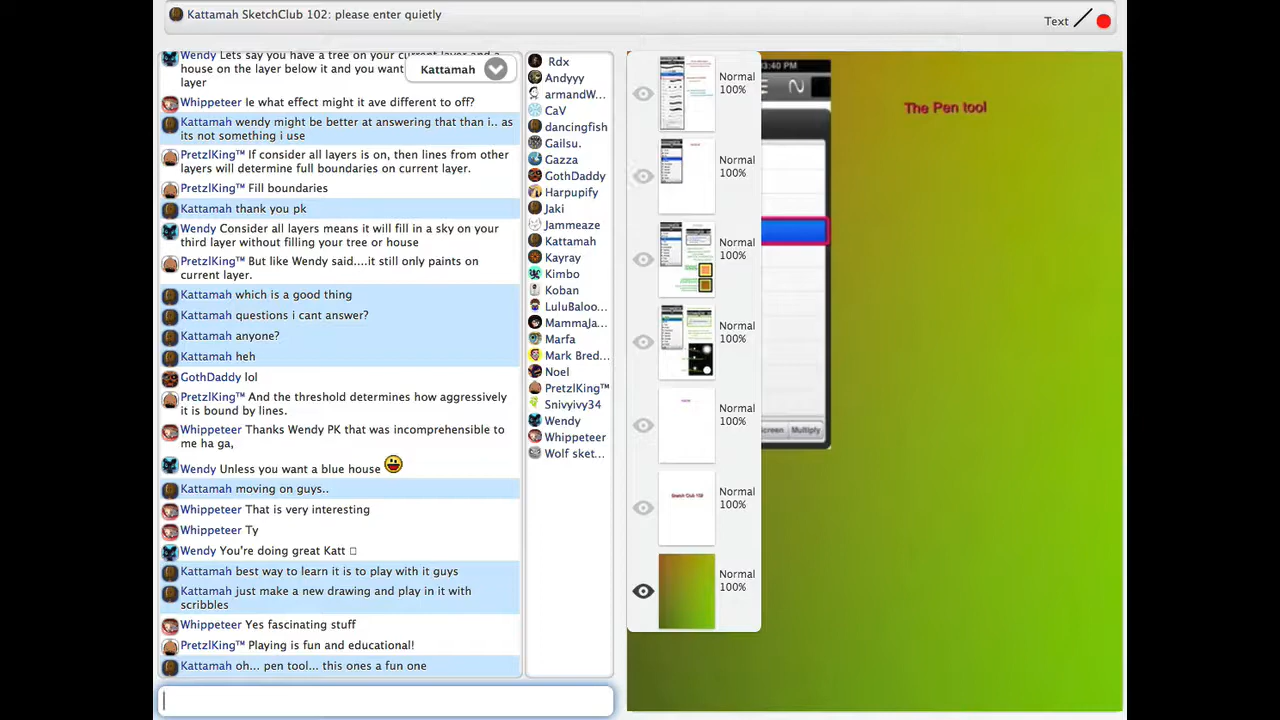 Kattamah SketchClub 102: please enter quietly
Text
Wendy Lets say you have a tree on your current layer and a
house on the layer below it and you want
layer
Kattamah
Whippeteer le what effect might it ave different to off?
Kattamah wendy might be better at answering that than i.. as
its not something i use
PretzlKing™ If consider all layers is on, the lines from other
layers determine full boundaries on current layer.
PretzlKing™ Fill boundaries
Kattamah thank you pk
Wendy Consider all layers means it will fill in a sky on your
third layer without filling your tree or house
PretzlKing™ But like Wendy said....it still only paints on
current layer.
Kattamah which is a good thing
Kattamah questions i cant answer?
Kattamah anyone?
Kattamah heh
GothDaddy lol
PretzlKing™ And the threshold determines how aggressively
it is bound by lines.
Whippeteer Thanks Wendy PK that was incomprehensible to
me ha ga,
Wendy Unless you want a blue house
Kattamah moving on guys..
Whippeteer That is very interesting
Whippeteer Ty
Wendy You're doing great Katt
Kattamah best way to learn it is to play with it guys
Kattamah just make a new drawing and play in it with
scribbles
Whippeteer Yes fascinating stuff
PretzlKing™ Playing is fun and educational!
Kattamah oh... pen tool... this ones a fun one
Rdx
Andyyy
armandW...
CaV
dancingfish
Gailsu.
Gazza
GothDaddy
Harpupify
Jaki
Jammeaze
Kattamah
Kayray
Kimbo
Koban
LuluBaloo...
MammaJa...
Marfa
Mark Bred...
Noel
PretzlKing™
Snivyivy34
Wendy
Whippeteer
Wolf sket...
Normal
100%
Normal
100%
Normal
100%
Normal
100%
Normal
100%
Sketch Club 102
Normal
100%
Normal
100%
3:40 PM
The Pen tool
Screen
Multiply